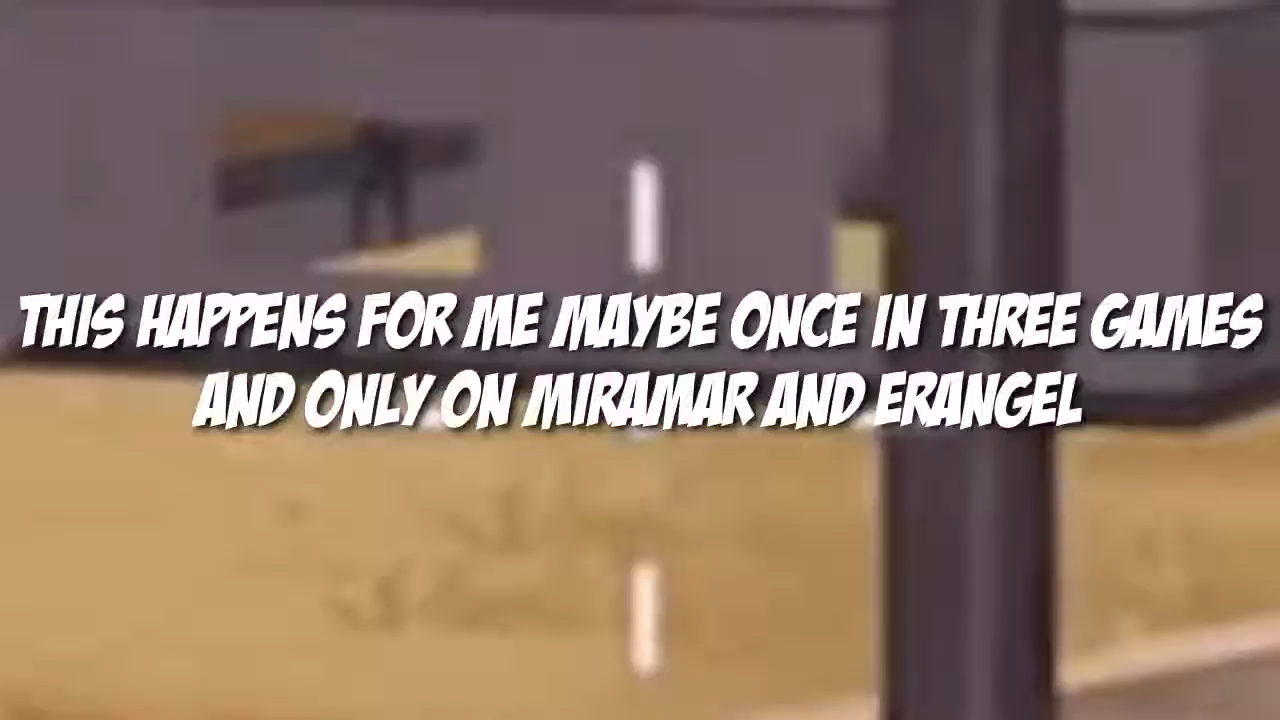 THIS HAPPENS FOR ME MAYBE ONCE IN THREE GAMES
AND ONLY ON MIRAMAR AND ERANGEL